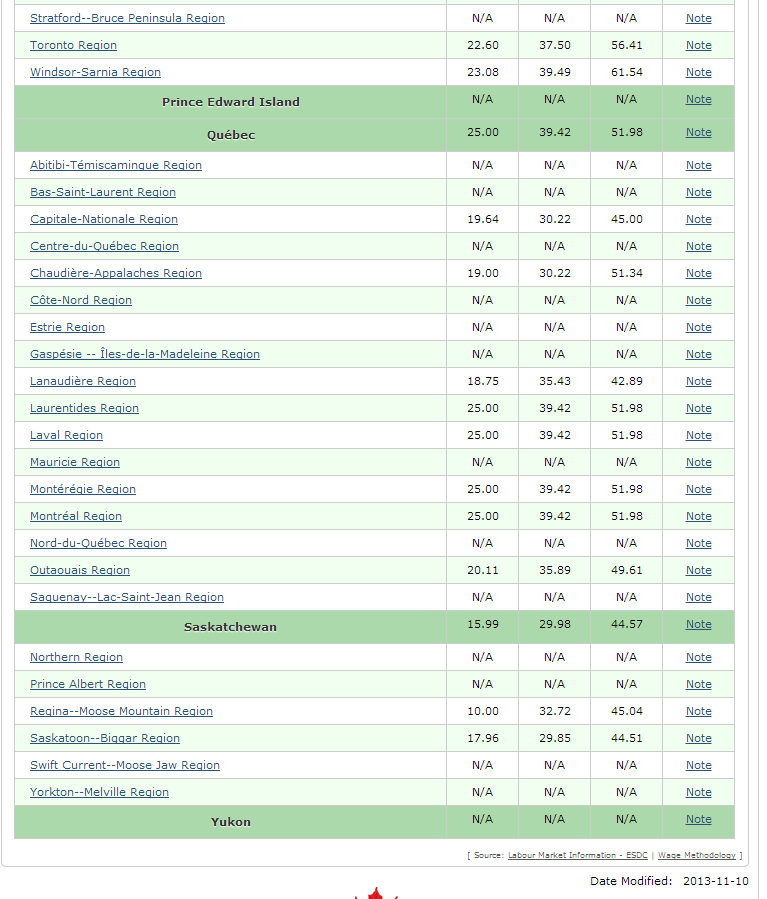 Stratford--Bruce Peninsula Region N/A N/A N/A Note
Toronto Region 22.60 37.50 56.41 Note
Windsor-Sarnia Region 23.08 39.49 61.54 Note
Prince Edward Island N/A N/A N/A Note
Québec 25.00 39.42 51.98 Note
Abitibi-Témiscamingue Region N/A N/A N/A Note
Bas-Saint-Laurent Region N/A N/A N/A Note
Capitale-Nationale Region 19.64 30.22 45.00 Note
Centre-du-Québec Region N/A N/A N/A Note
Chaudière-Appalaches Region 19.00 30.22 51.34 Note
Côte-Nord Region N/A N/A N/A Note
Estrie Region N/A N/A N/A Note
Gaspésie -- Îles-de-la-Madeleine Region N/A N/A N/A Note
Lanaudière Region 18.75 35.43 42.89 Note
Laurentides Region 25.00 39.42 51.98 Note
Laval Region 25.00 39.42 51.98 Note
Mauricie Region N/A N/A N/A Note
Montérégie Region 25.00 39.42 51.98 Note
Montréal Region 25.00 39.42 51.98 Note
Nord-du-Québec Region N/A N/A N/A Note
Outaouais Region 20.11 35.89 49.61 Note
Saguenay--Lac-Saint-Jean Region N/A N/A N/A Note
Saskatchewan 15.99 29.98 44.57 Note
Northern Region N/A N/A N/A Note
Prince Albert Region N/A N/A N/A Note
Regina--Moose Mountain Region 10.00 32.72 45.04 Note
Saskatoon--Biggar Region 17.96 29.85 44.51 Note
Swift Current--Moose Jaw Region N/A N/A N/A Note
Yorkton--Melville Region N/A N/A N/A Note
Yukon N/A N/A N/A Note
[ Source: Labour Market Information - ESDC | Wage Methodology ]
Date Modified: 2013-11-10